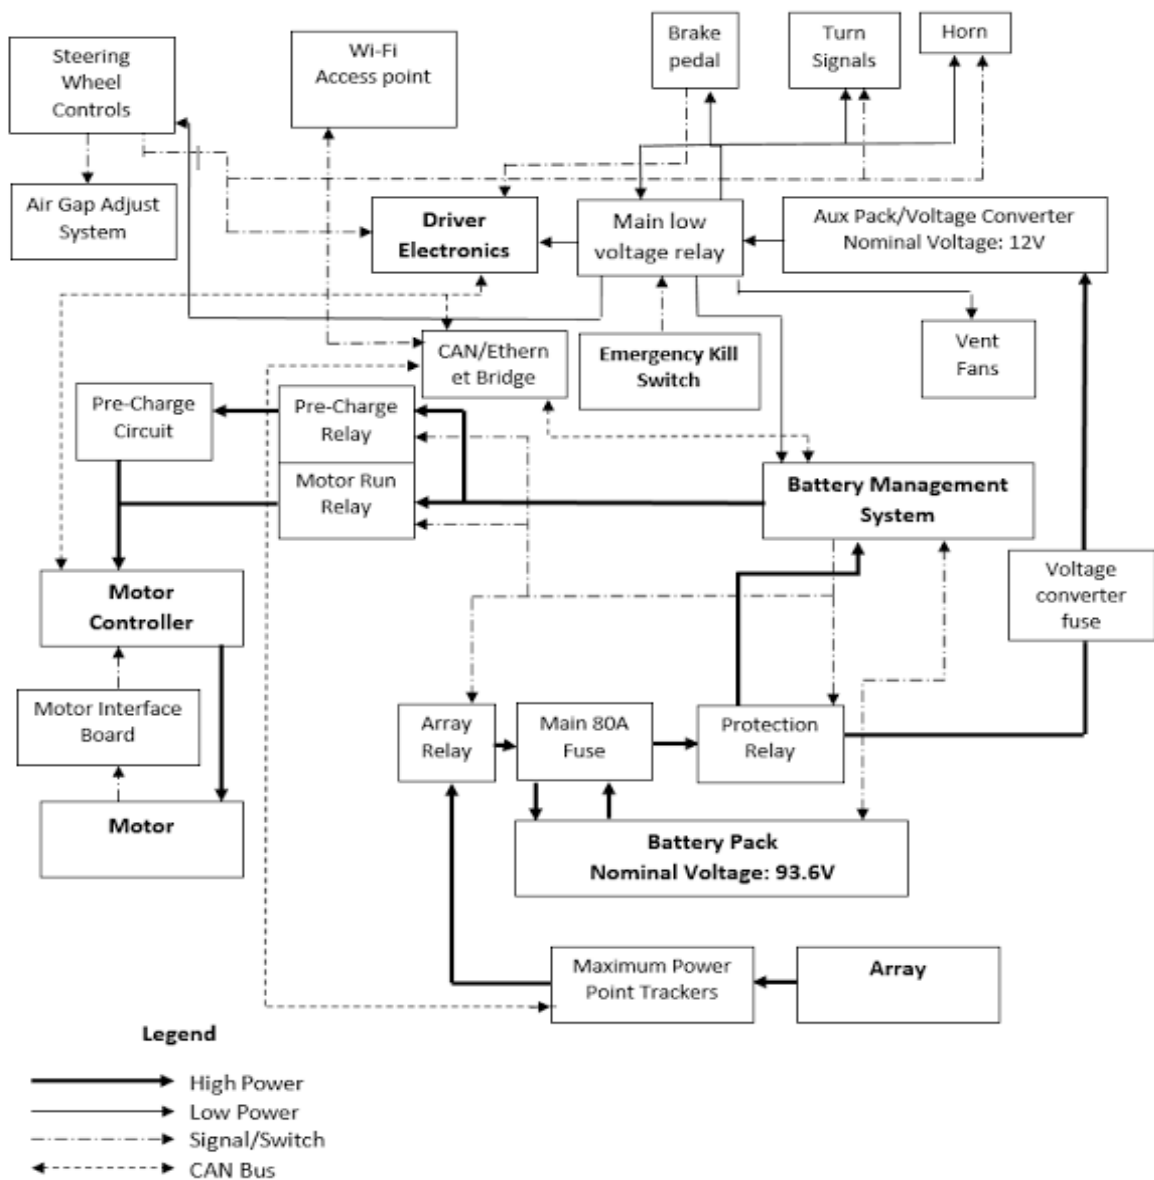 Steering
Wheel
Controls
Wi-Fi
Access point
Brake
pedal
Turn
Signals
Horn
Air Gap Adjust
System
Driver
Electronics
Main low
voltage relay
Aux Pack/Voltage Converter
Nominal Voltage: 12V
CAN/Ethern
et Bridge
Emergency Kill
Switch
Vent
Fans
Pre-Charge
Circuit
Pre-Charge
Relay
Motor Run
Relay
Battery Management
System
Voltage
converter
fuse
Motor
Controller
Motor Interface
Board
Array
Relay
Main 80A
Fuse
Protection
Relay
Motor
Battery Pack
Nominal Voltage: 93.6V
Maximum Power
Point Trackers
Array
Legend
High Power
Low Power
Signal/Switch
CAN Bus